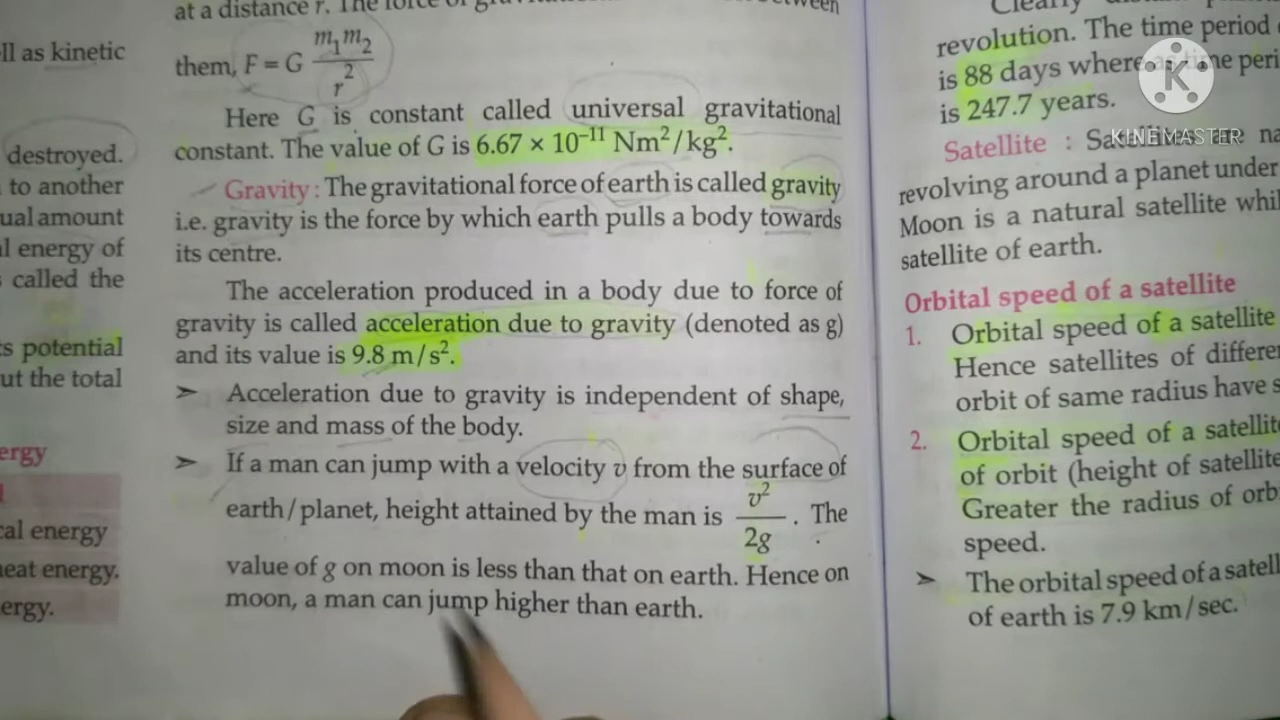 ll as kinetic
destroyed.
to another
ual amount
l energy of
called the
s potential
ut the total
ergy
l
cal energy
heat energy.
ergy.
at a distance r. The force of
them, F = G m₁m₂ / r²
Here G is constant called universal gravitational
constant. The value of G is 6.67 × 10⁻¹¹ Nm²/kg².
Gravity : The gravitational force of earth is called gravity
i.e. gravity is the force by which earth pulls a body towards
its centre.
The acceleration produced in a body due to force of
gravity is called acceleration due to gravity (denoted as g)
and its value is 9.8 m/s².
➢ Acceleration due to gravity is independent of shape,
size and mass of the body.
➢ If a man can jump with a velocity v from the surface of
earth/planet, height attained by the man is v² / 2g . The
value of g on moon is less than that on earth. Hence on
moon, a man can jump higher than earth.
Clearly
revolution. The time period
is 88 days where as time peri
is 247.7 years.
Satellite : Satellites are na
revolving around a planet under
Moon is a natural satellite whil
satellite of earth.
Orbital speed of a satellite
1. Orbital speed of a satellite
Hence satellites of differe
orbit of same radius have s
2. Orbital speed of a satellit
of orbit (height of satellite
Greater the radius of orb
speed.
➢ The orbital speed of a satell
of earth is 7.9 km/sec.
K
KINEMASTER